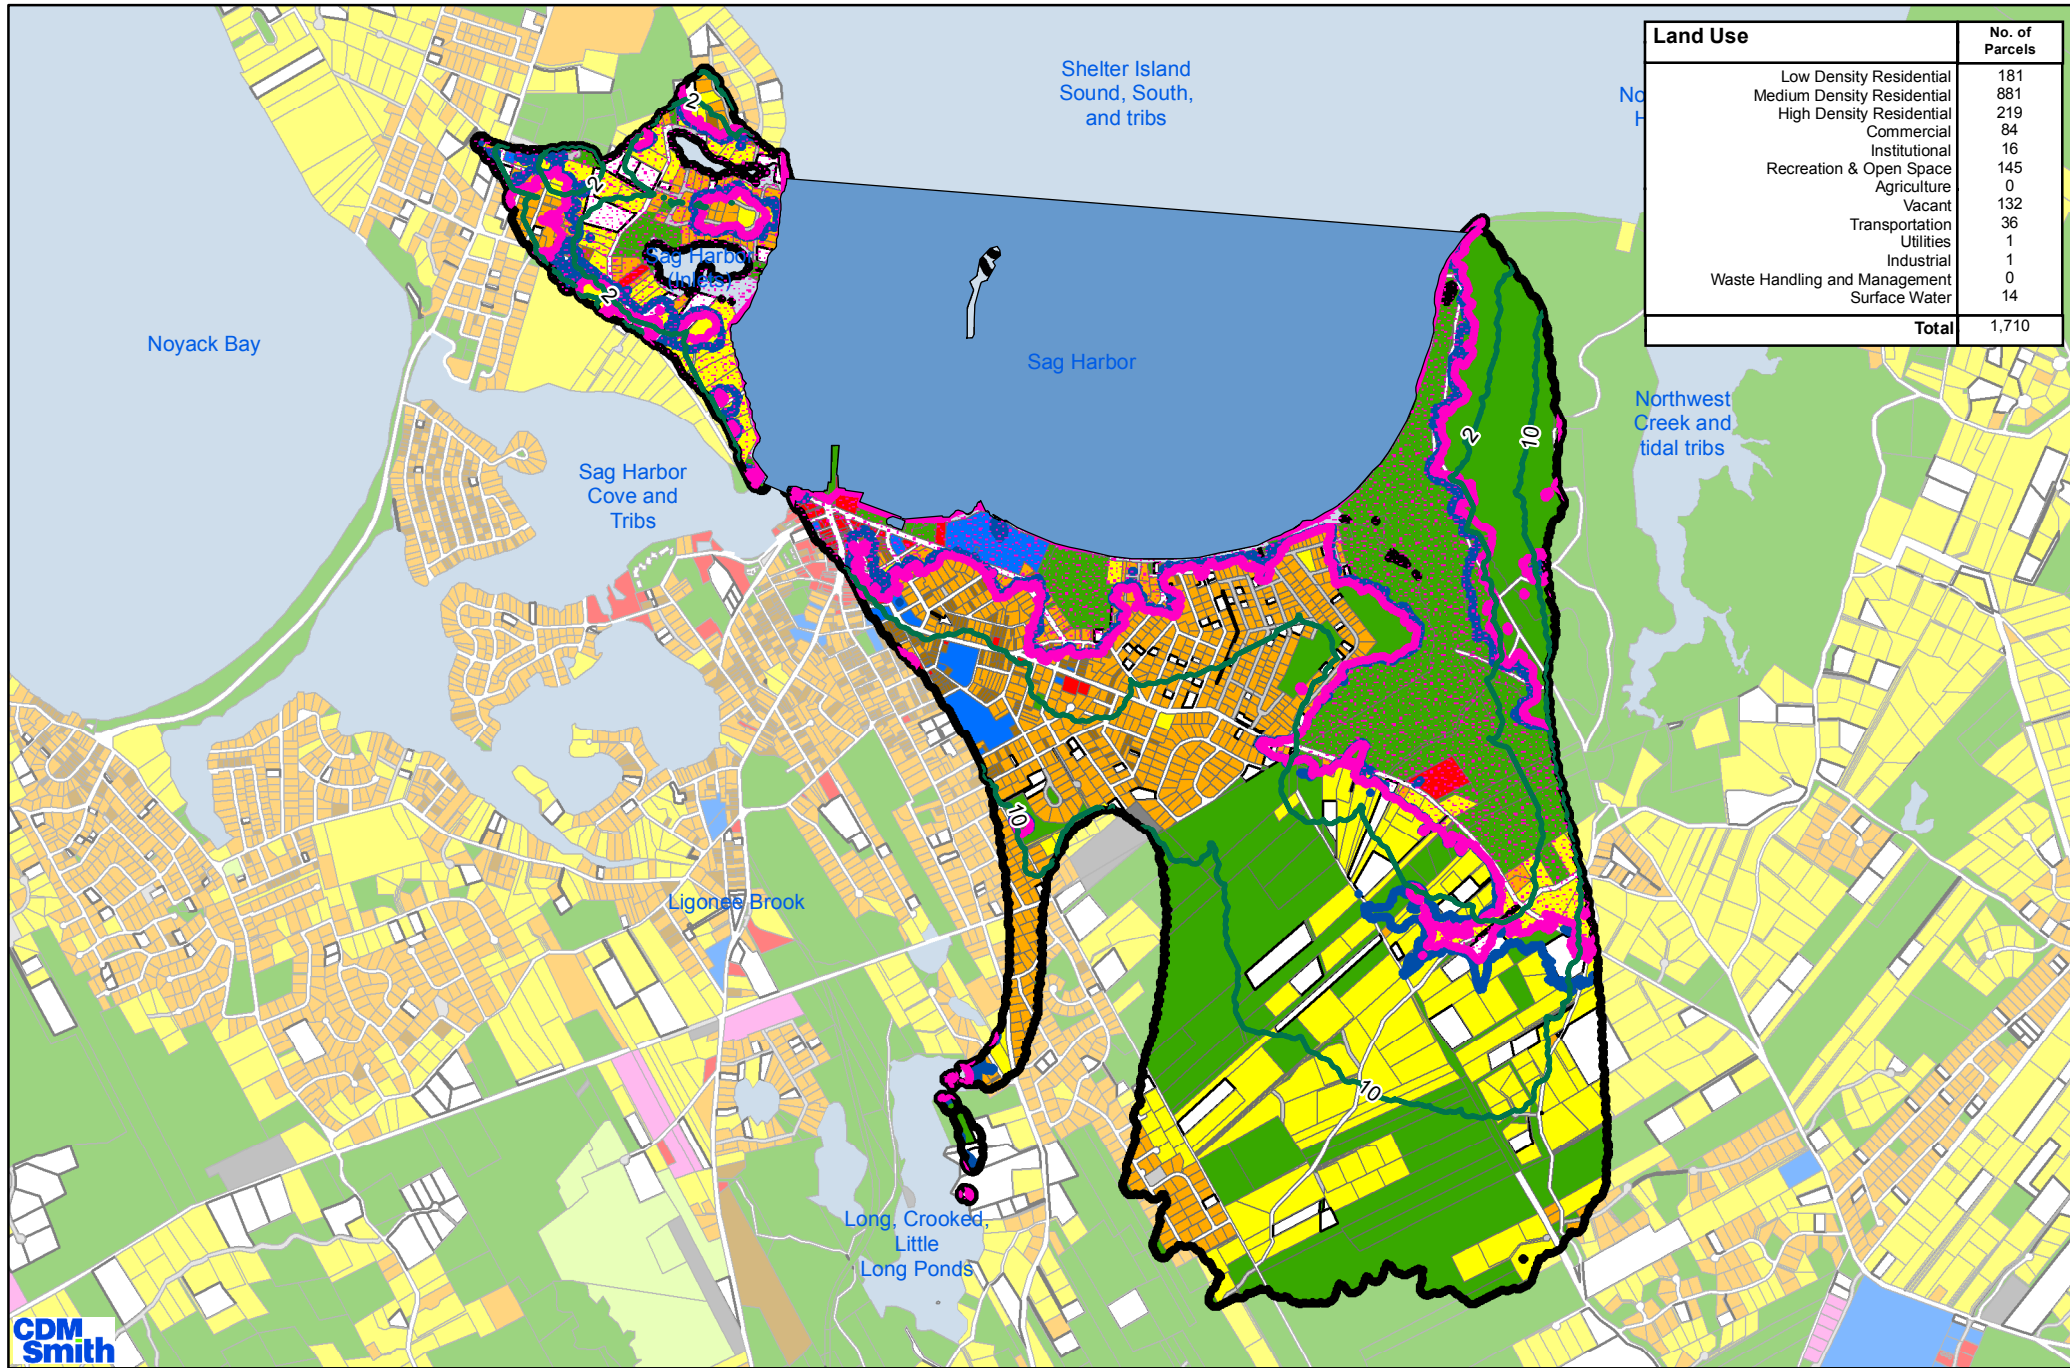 Land Use
No. of
Parcels
Low Density Residential 181
Medium Density Residential 881
High Density Residential 219
Commercial 84
Institutional 16
Recreation & Open Space 145
Agriculture 0
Vacant 132
Transportation 36
Utilities 1
Industrial 1
Waste Handling and Management 0
Surface Water 14
Total 1,710
Shelter Island
Sound, South,
and tribs
No
H
2
2
Sag Harbor
(Inlets)
2
Noyack Bay
Sag Harbor
Northwest
Creek and
tidal tribs
2
10
Sag Harbor
Cove and
Tribs
10
Ligonee Brook
10
Long, Crooked,
Little
Long Ponds
CDM
Smith